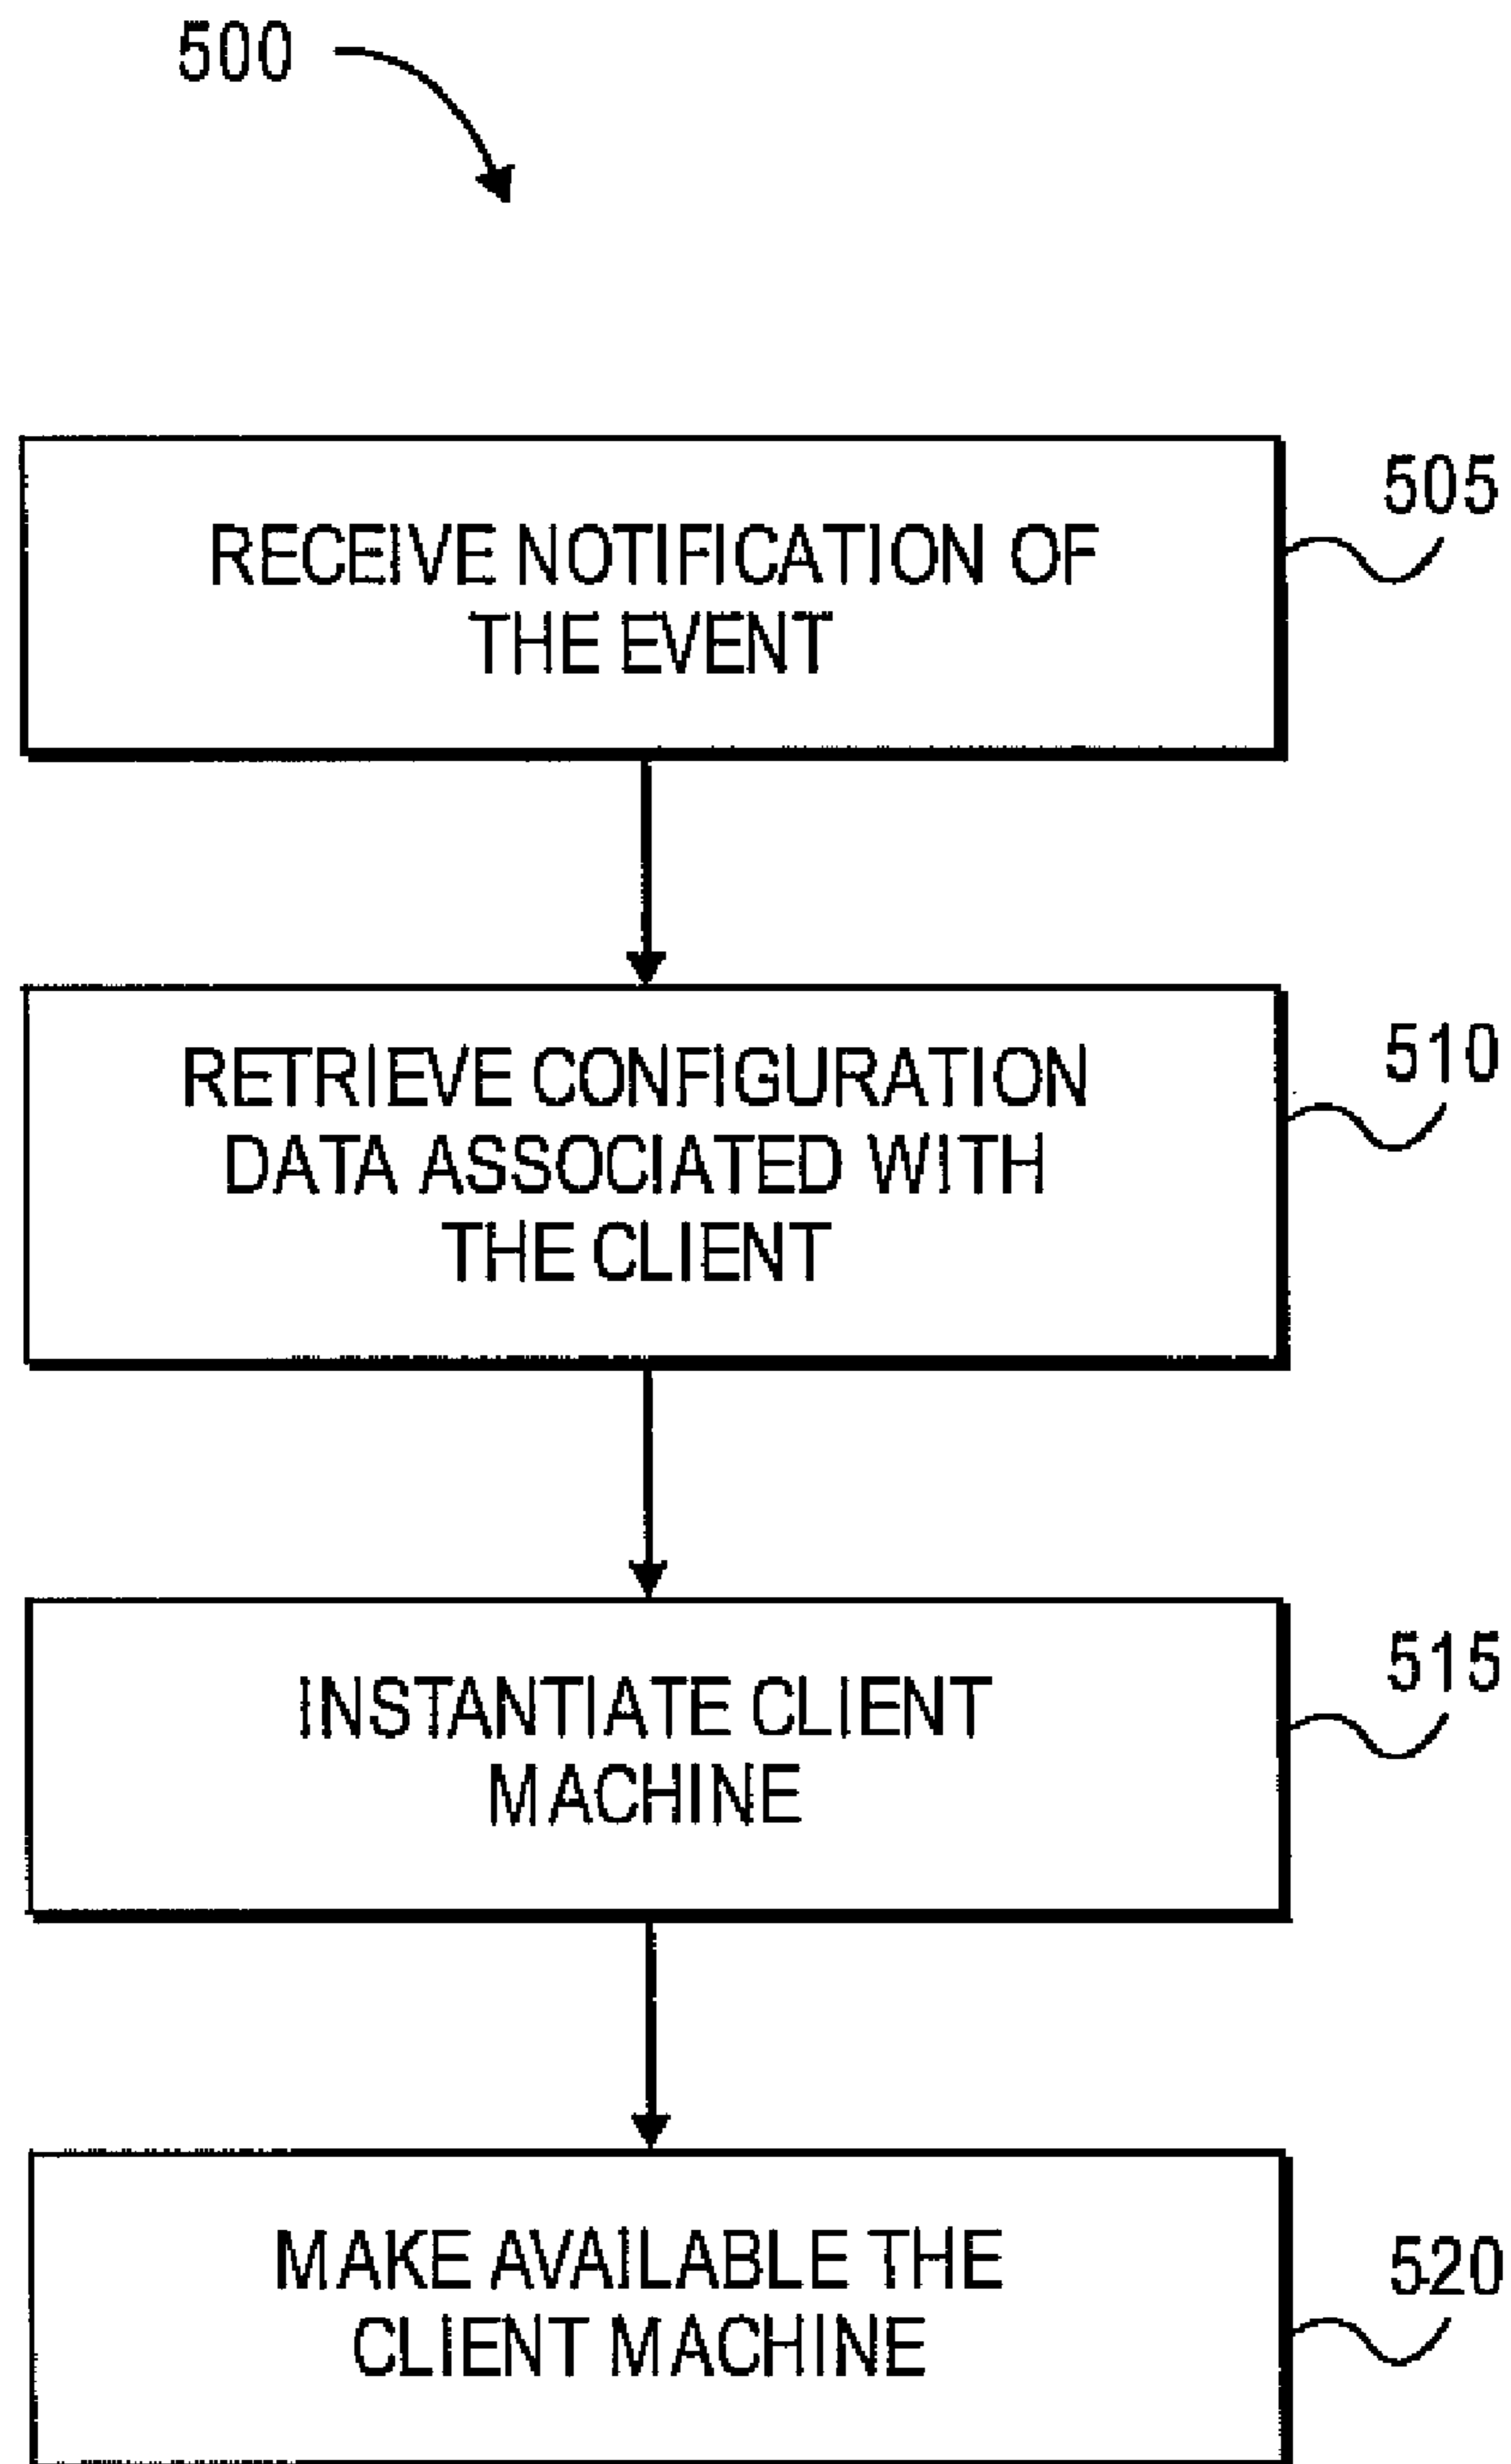 500
RECEIVE NOTIFICATION OF
THE EVENT
505
RETRIEVE CONFIGURATION
DATA ASSOCIATED WITH
THE CLIENT
510
INSTANTIATE CLIENT
MACHINE
515
MAKE AVAILABLE THE
CLIENT MACHINE
520